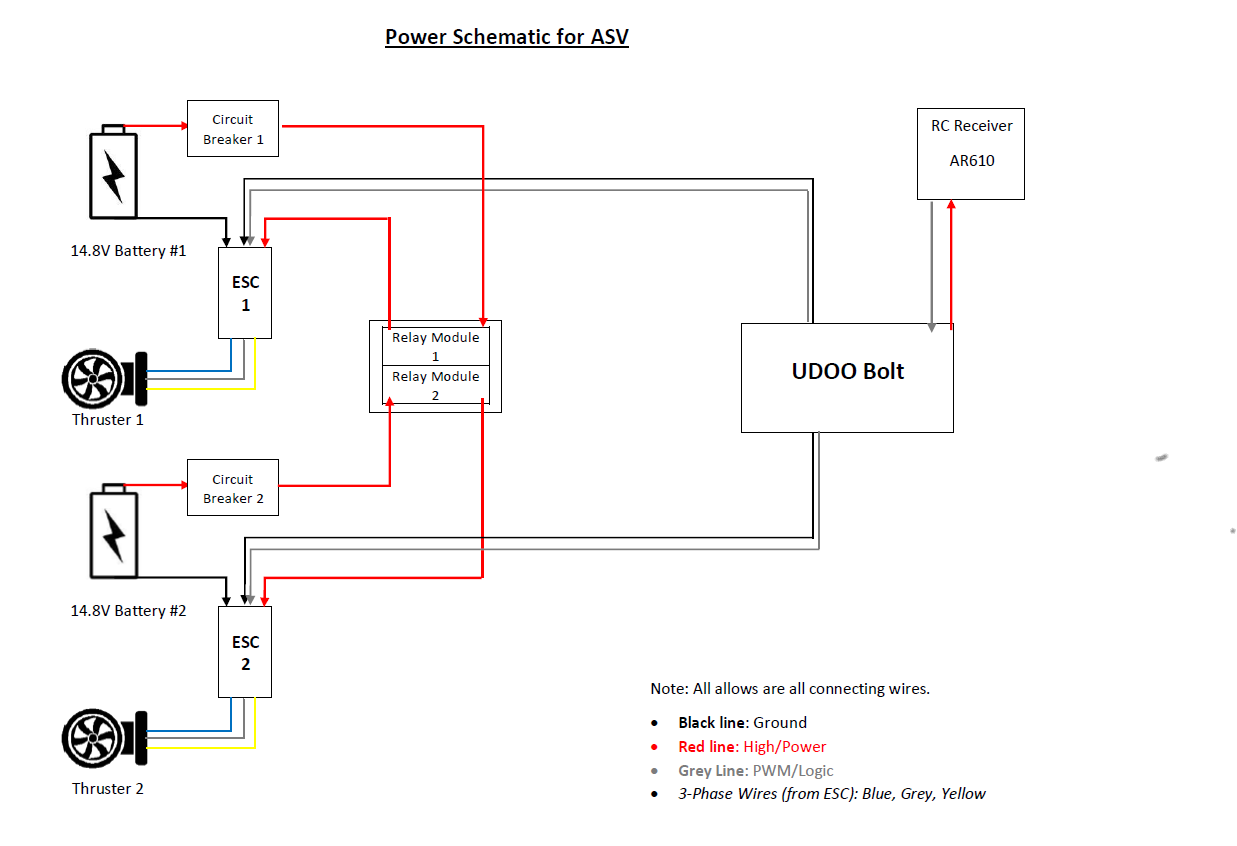 Power Schematic for ASV
Circuit
Breaker 1
RC Receiver
AR610
14.8V Battery #1
ESC
1
Relay Module
1
Relay Module
2
UDOO Bolt
Thruster 1
Circuit
Breaker 2
14.8V Battery #2
ESC
2
Thruster 2
Note: All allows are all connecting wires.
• Black line: Ground
• Red line: High/Power
• Grey Line: PWM/Logic
• 3-Phase Wires (from ESC): Blue, Grey, Yellow